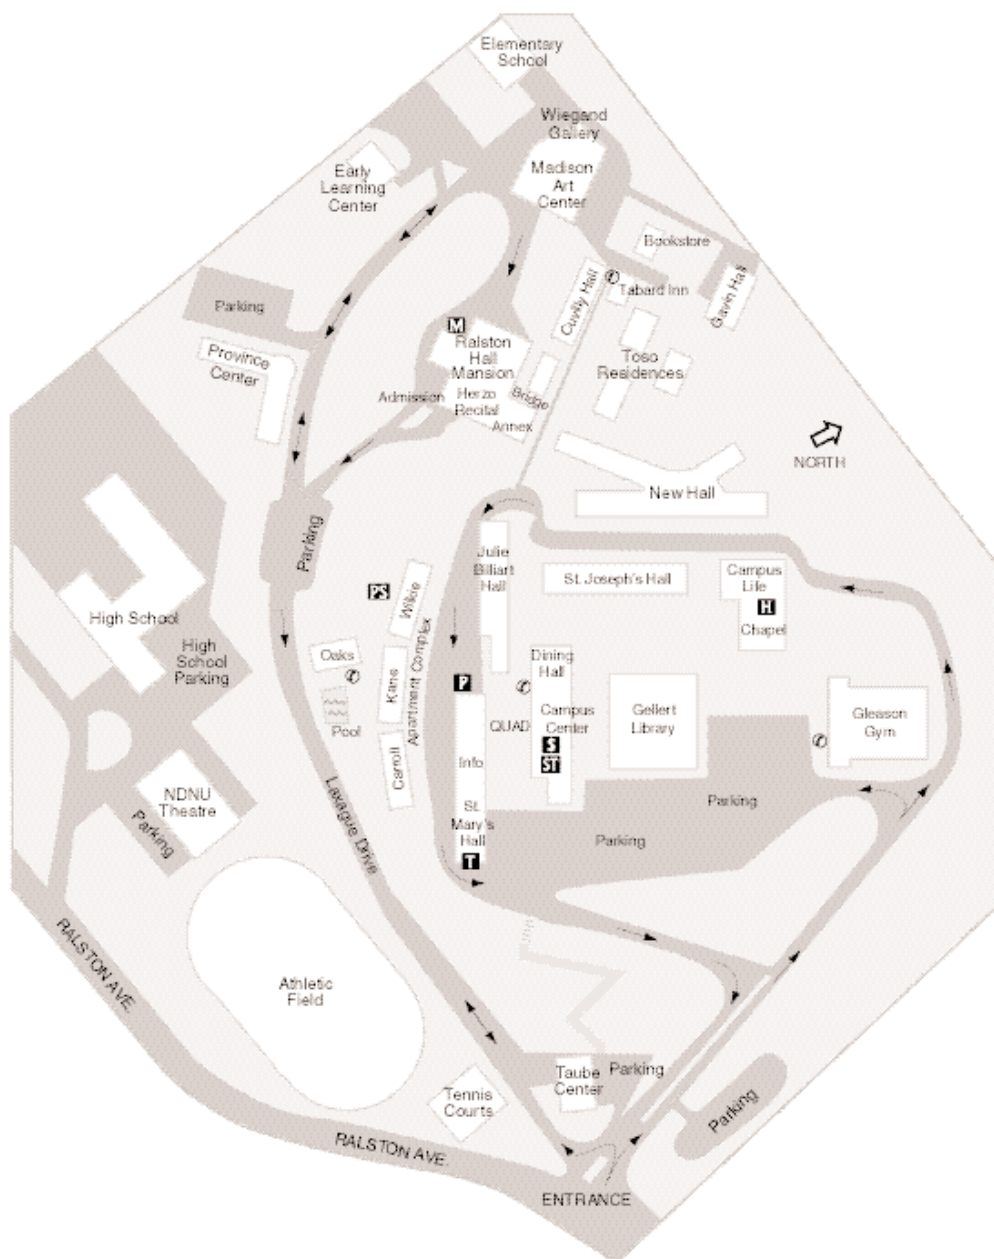 Elementary
School
Wiegand
Gallery
Madison
Art
Center
Early
Learning
Center
Bookstore
Cuvilly Hall
Tabard Inn
Gavin Hall
Parking
M
Ralston
Hall
Mansion
Toso
Residences
Province
Center
Admission
Herzo
Recital
Bridge
Annex
NORTH
New Hall
Parking
Julie
Billiart
Hall
St. Joseph's Hall
Campus
Life
H
Chapel
PS
Wilkie
High School
High
School
Parking
Oaks
Kane
Apartment Complex
P
Dining
Hall
Pool
QUAD
Campus
Center
S
ST
Gellert
Library
Gleason
Gym
Carroll
Info
NDNU
Theatre
Parking
Laxague Drive
St.
Mary's
Hall
T
Parking
Parking
RALSTON AVE.
Athletic
Field
Taube
Center
Parking
Tennis
Courts
Parking
RALSTON AVE.
ENTRANCE